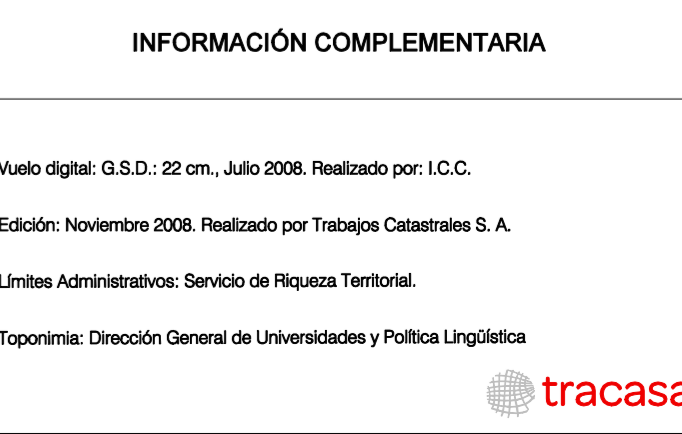 INFORMACIÓN COMPLEMENTARIA
Vuelo digital: G.S.D.: 22 cm., Julio 2008. Realizado por: I.C.C.
Edición: Noviembre 2008. Realizado por Trabajos Catastrales S. A.
Límites Administrativos: Servicio de Riqueza Territorial.
Toponimia: Dirección General de Universidades y Política Lingüística
tracasa